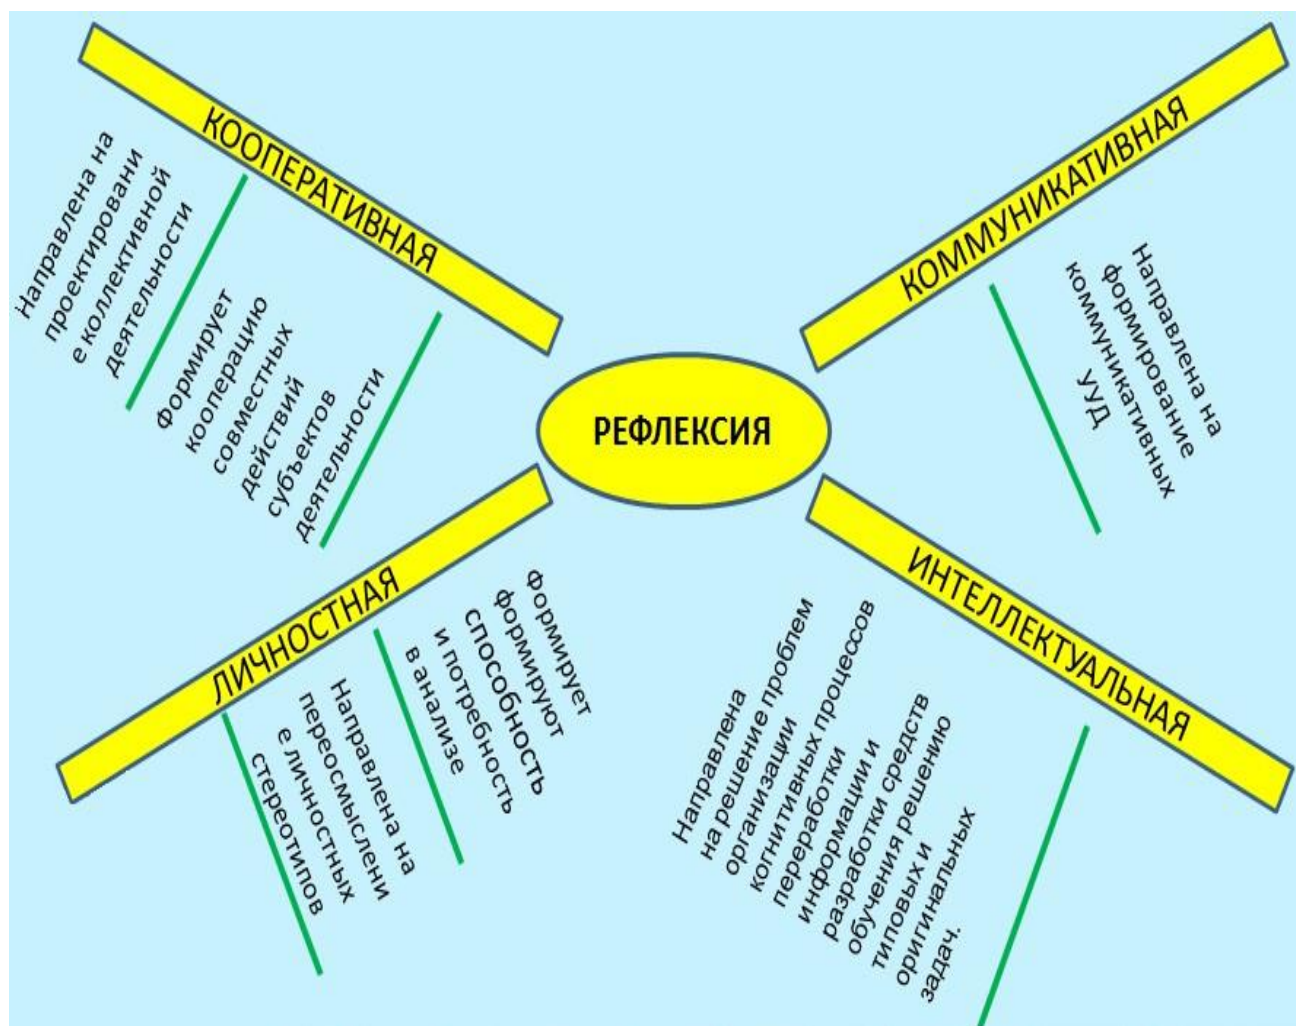 КООПЕРАТИВНАЯ
Направлена на
проектировани
е коллективной
деятельности
Формирует
кооперацию
совместных
действий
субъектов
деятельности
КОММУНИКАТИВНАЯ
Направлена на
формирование
коммуникативных
УУД
РЕФЛЕКСИЯ
ЛИЧНОСТНАЯ
Направлена на
переосмыслени
е личностных
стереотипов
Формирует
формируют
способность
и потребность
в анализе
ИНТЕЛЛЕКТУАЛЬНАЯ
Направлена
на решение проблем
организации
когнитивных процессов
переработки
информации и
разработки средств
обучения решению
типовых и
оригинальных
задач.